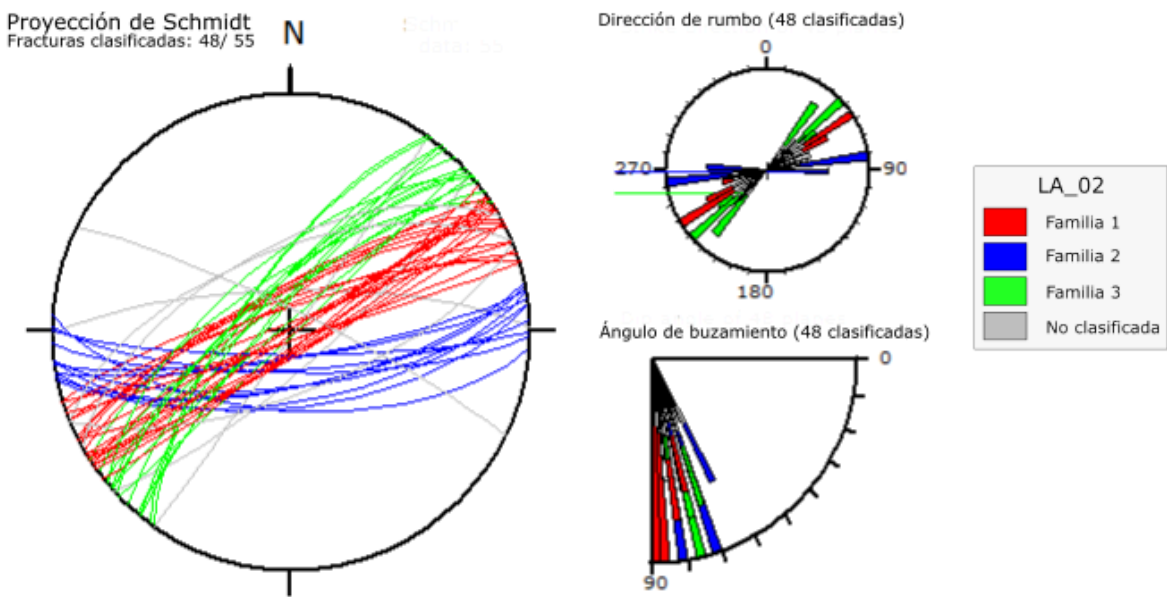 Proyección de Schmidt
Fracturas clasificadas: 48/ 55
N
Dirección de rumbo (48 clasificadas)
0
270
90
180
Ángulo de buzamiento (48 clasificadas)
0
90
LA_02
Familia 1
Familia 2
Familia 3
No clasificada